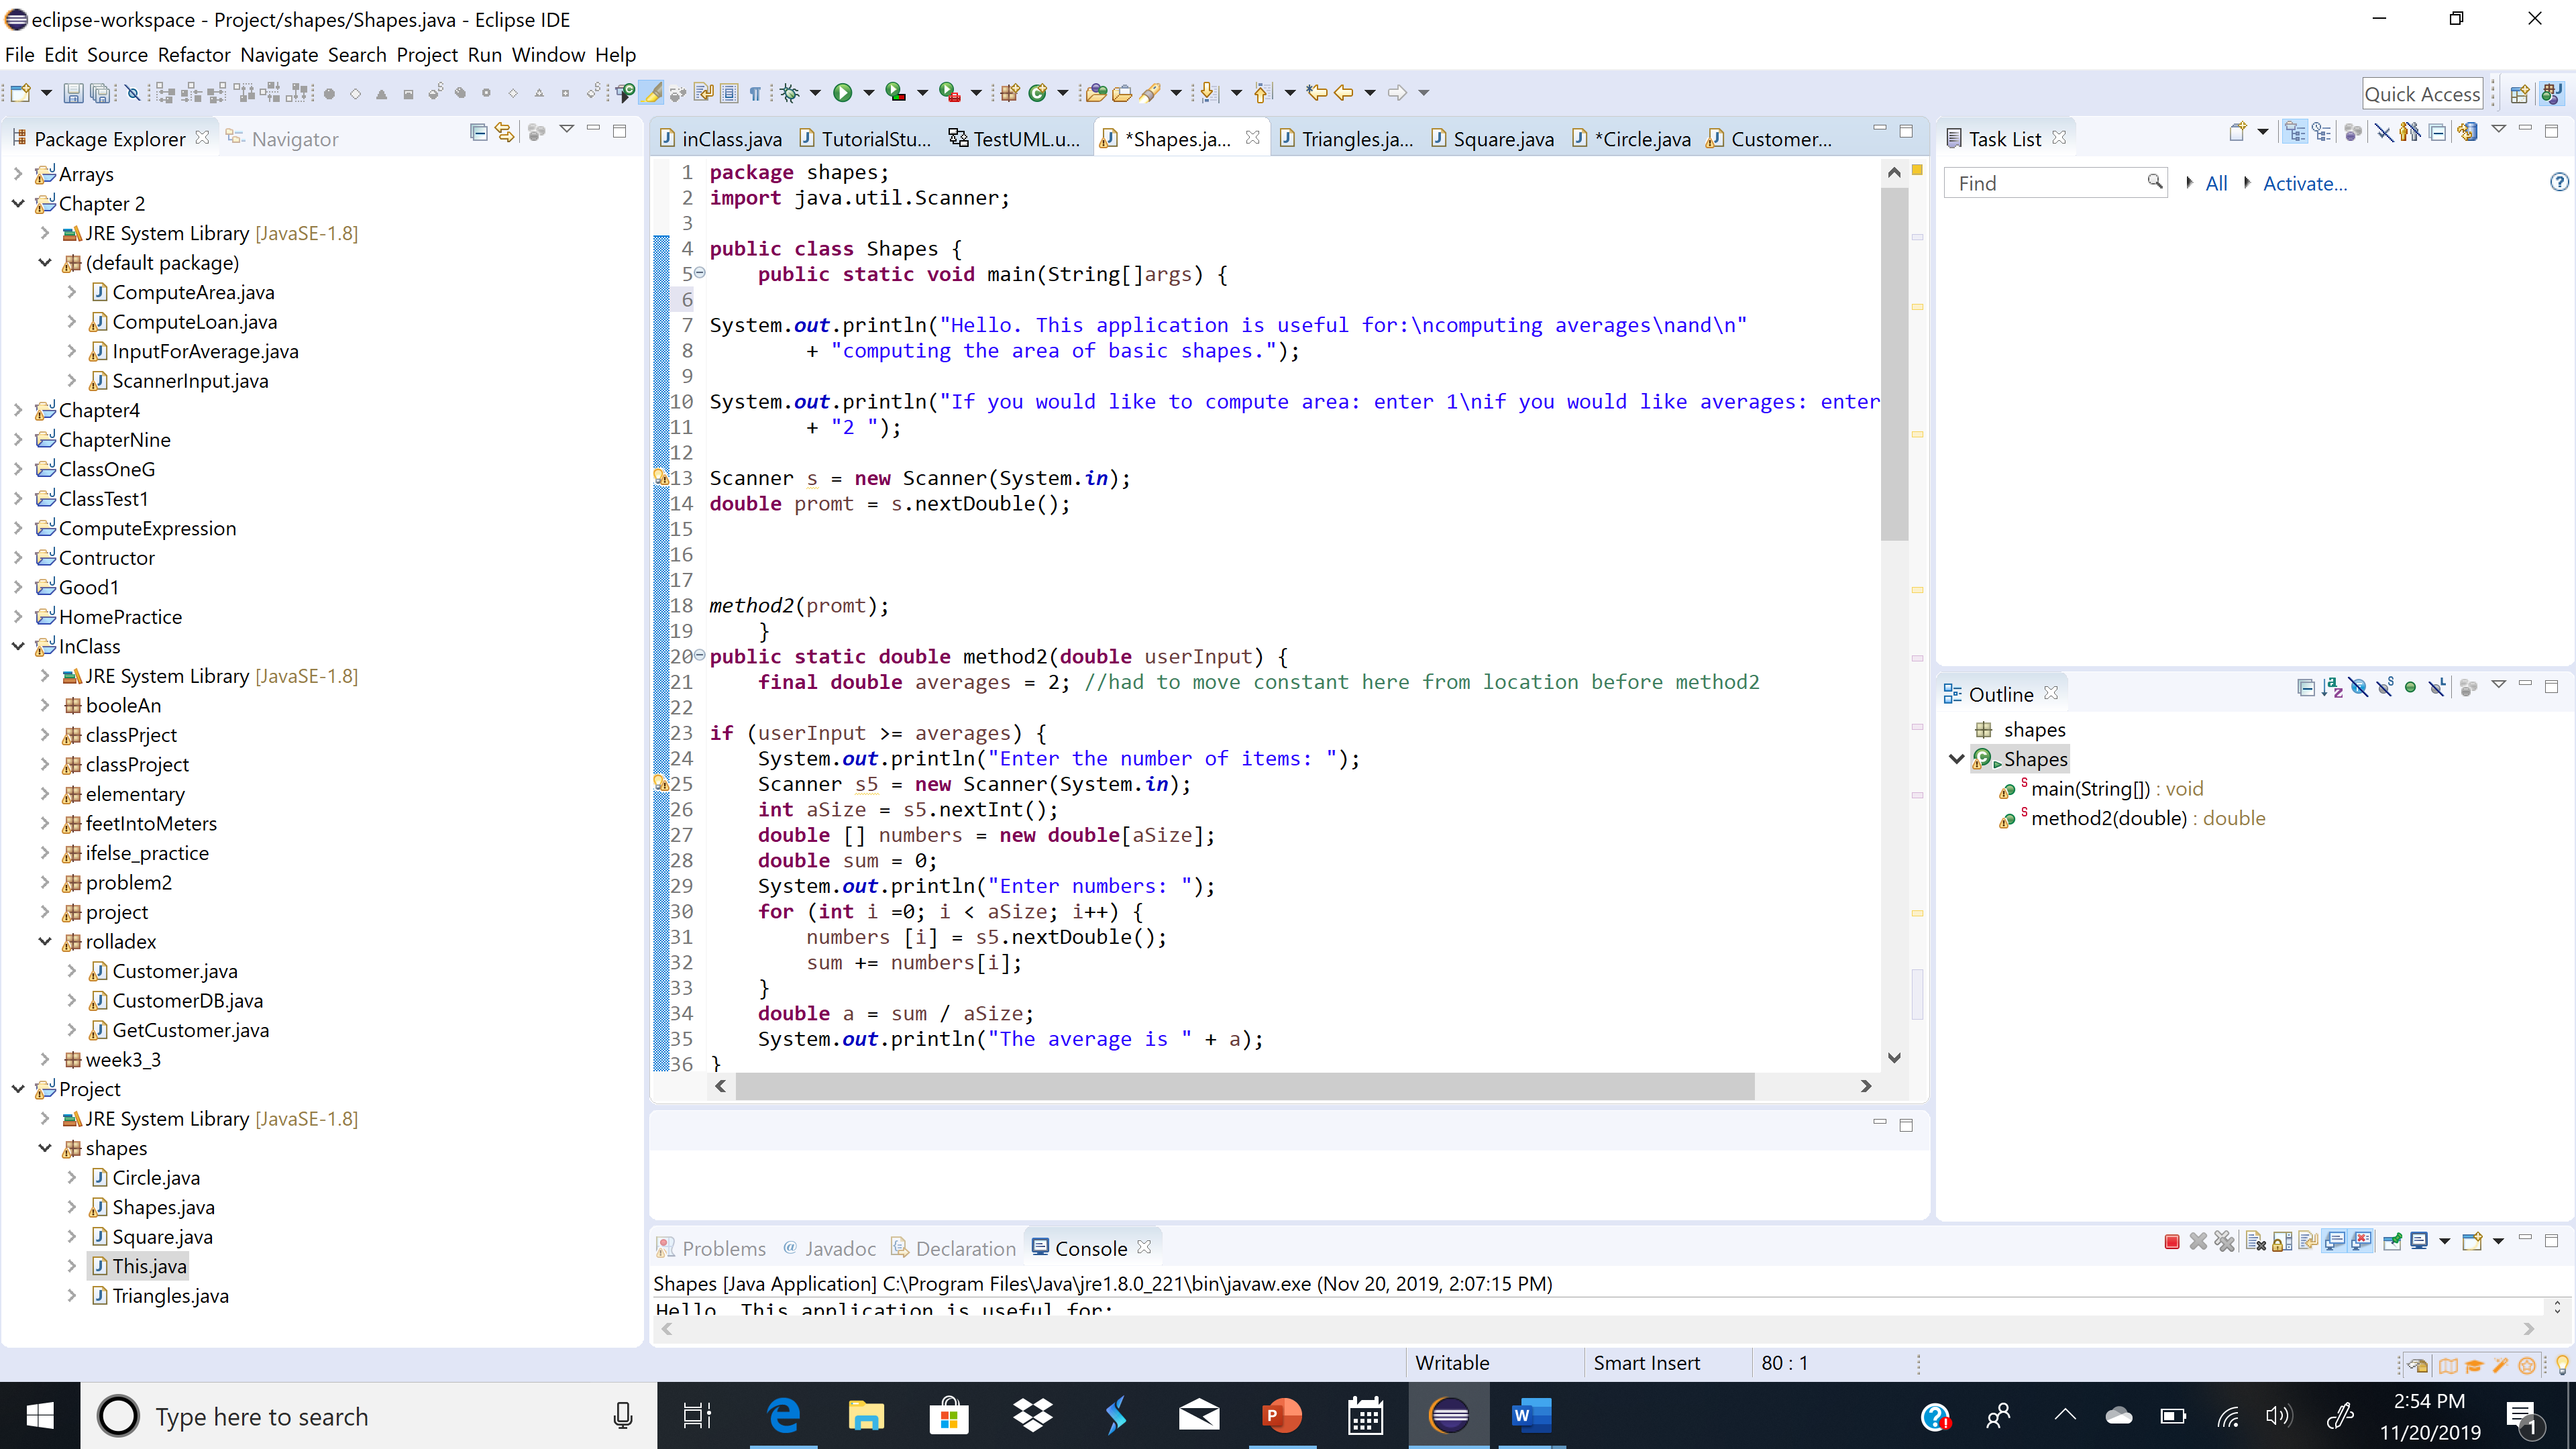 eclipse-workspace - Project/shapes/Shapes.java - Eclipse IDE
File Edit Source Refactor Navigate Search Project Run Window Help
Quick Access
Package Explorer
Navigator
Arrays
Chapter 2
JRE System Library [JavaSE-1.8]
(default package)
ComputeArea.java
ComputeLoan.java
InputForAverage.java
ScannerInput.java
Chapter4
ChapterNine
ClassOneG
ClassTest1
ComputeExpression
Contructor
Good1
HomePractice
InClass
JRE System Library [JavaSE-1.8]
booleAn
classPrject
classProject
elementary
feetIntoMeters
ifelse_practice
problem2
project
rolladex
Customer.java
CustomerDB.java
GetCustomer.java
week3_3
Project
JRE System Library [JavaSE-1.8]
shapes
Circle.java
Shapes.java
Square.java
This.java
Triangles.java
inClass.java TutorialStu... TestUML.u... *Shapes.ja... Triangles.ja... Square.java *Circle.java Customer...
1 package shapes;
2 import java.util.Scanner;
3
4 public class Shapes {
5 public static void main(String[]args) {
6
7 System.out.println("Hello. This application is useful for:\ncomputing averages\nand\n"
8 + "computing the area of basic shapes.");
9
10 System.out.println("If you would like to compute area: enter 1\nif you would like averages: enter
11 + "2 ");
12
13 Scanner s = new Scanner(System.in);
14 double promt = s.nextDouble();
15
16
17
18 method2(promt);
19 }
20 public static double method2(double userInput) {
21 final double averages = 2; //had to move constant here from location before method2
22
23 if (userInput >= averages) {
24 System.out.println("Enter the number of items: ");
25 Scanner s5 = new Scanner(System.in);
26 int aSize = s5.nextInt();
27 double [] numbers = new double[aSize];
28 double sum = 0;
29 System.out.println("Enter numbers: ");
30 for (int i =0; i < aSize; i++) {
31 numbers [i] = s5.nextDouble();
32 sum += numbers[i];
33 }
34 double a = sum / aSize;
35 System.out.println("The average is " + a);
36 }
Task List
Find
All
Activate...
Outline
shapes
Shapes
main(String[]) : void
method2(double) : double
Problems @ Javadoc Declaration Console
Shapes [Java Application] C:\Program Files\Java\jre1.8.0_221\bin\javaw.exe (Nov 20, 2019, 2:07:15 PM)
Hello. This application is useful for:
Writable
Smart Insert
80 : 1
Type here to search
2:54 PM
11/20/2019
1